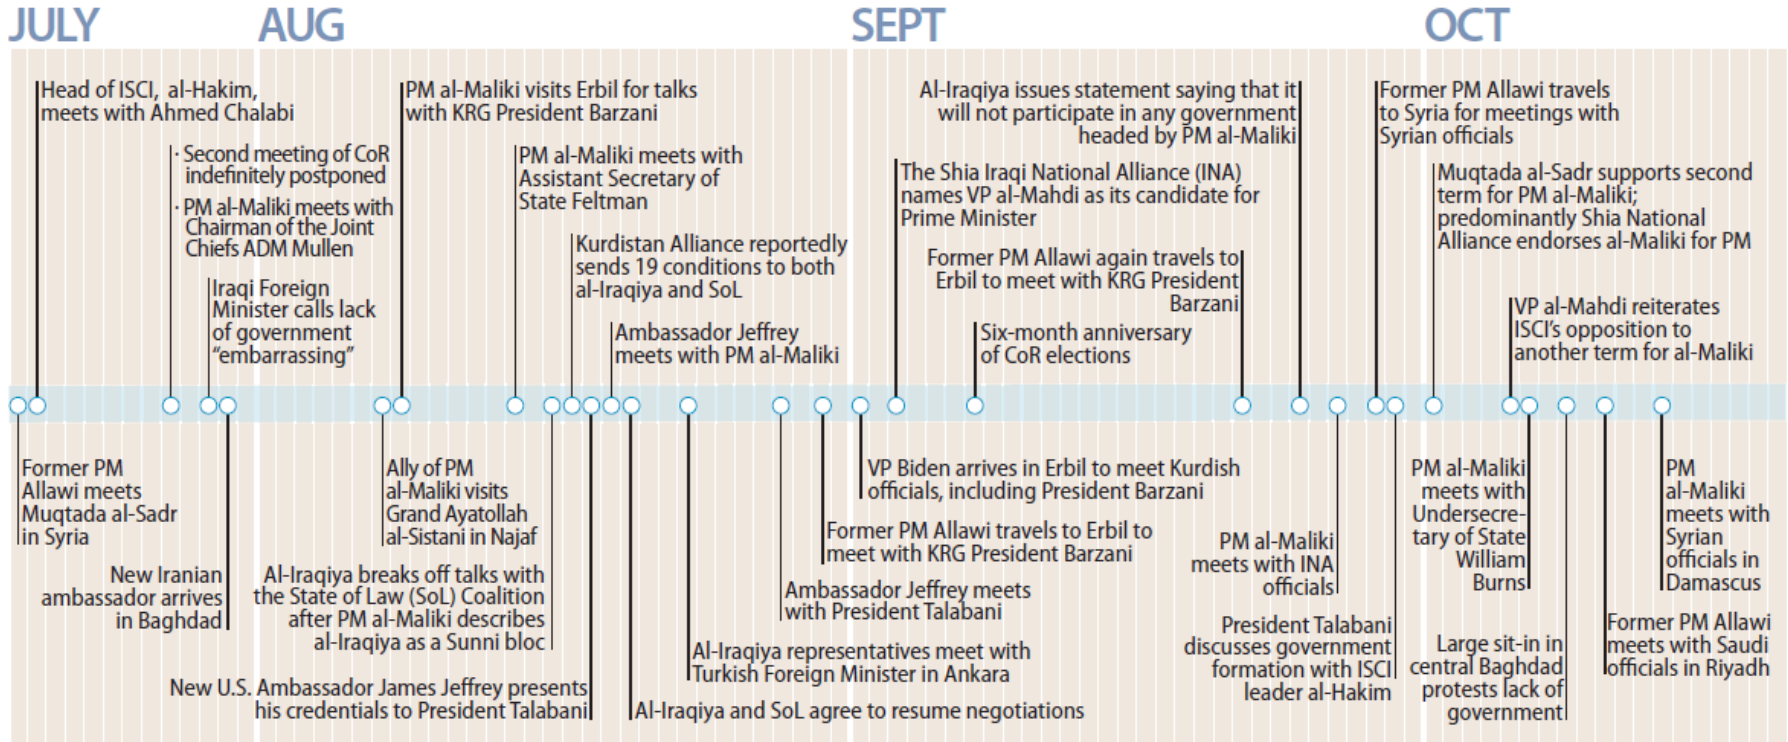 JULY
AUG
SEPT
OCT
Head of ISCI, al-Hakim,
meets with Ahmed Chalabi
· Second meeting of CoR
indefinitely postponed
· PM al-Maliki meets with
Chairman of the Joint
Chiefs ADM Mullen
Iraqi Foreign
Minister calls lack
of government
“embarrassing”
PM al-Maliki visits Erbil for talks
with KRG President Barzani
PM al-Maliki meets with
Assistant Secretary of
State Feltman
Kurdistan Alliance reportedly
sends 19 conditions to both
al-Iraqiya and SoL
Ambassador Jeffrey
meets with PM al-Maliki
Al-Iraqiya issues statement saying that it
will not participate in any government
headed by PM al-Maliki
The Shia Iraqi National Alliance (INA)
names VP al-Mahdi as its candidate for
Prime Minister
Former PM Allawi again travels to
Erbil to meet with KRG President
Barzani
Six-month anniversary
of CoR elections
Former PM Allawi travels
to Syria for meetings with
Syrian officials
Muqtada al-Sadr supports second
term for PM al-Maliki;
predominantly Shia National
Alliance endorses al-Maliki for PM
VP al-Mahdi reiterates
ISCI’s opposition to
another term for al-Maliki
Former PM
Allawi meets
Muqtada al-Sadr
in Syria
New Iranian
ambassador arrives
in Baghdad
Ally of PM
al-Maliki visits
Grand Ayatollah
al-Sistani in Najaf
Al-Iraqiya breaks off talks with
the State of Law (SoL) Coalition
after PM al-Maliki describes
al-Iraqiya as a Sunni bloc
New U.S. Ambassador James Jeffrey presents
his credentials to President Talabani
Al-Iraqiya and SoL agree to resume negotiations
Al-Iraqiya representatives meet with
Turkish Foreign Minister in Ankara
Ambassador Jeffrey meets
with President Talabani
Former PM Allawi travels to Erbil to
meet with KRG President Barzani
VP Biden arrives in Erbil to meet Kurdish
officials, including President Barzani
PM al-Maliki
meets with INA
officials
President Talabani
discusses government
formation with ISCI
leader al-Hakim
PM al-Maliki
meets with
Undersecre-
tary of State
William
Burns
Large sit-in in
central Baghdad
protests lack of
government
Former PM Allawi
meets with Saudi
officials in Riyadh
PM
al-Maliki
meets with
Syrian
officials in
Damascus